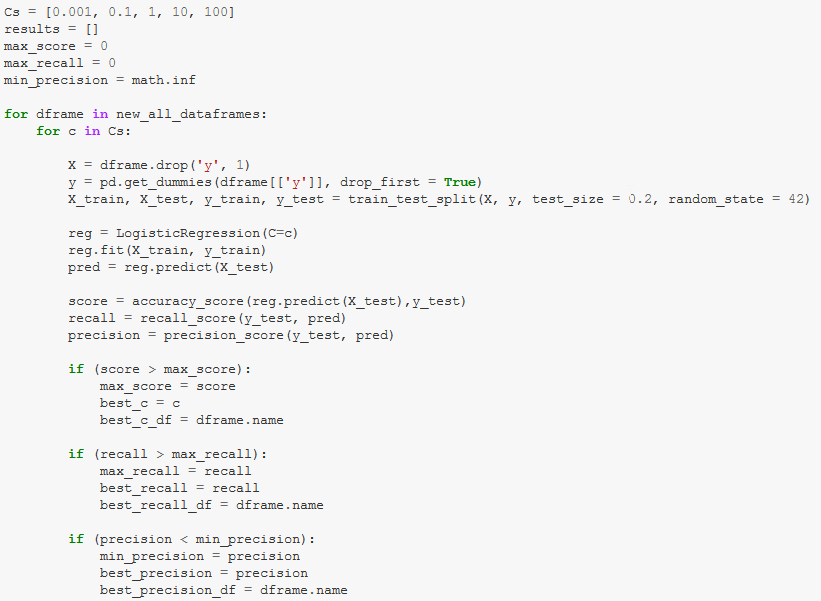 Cs = [0.001, 0.1, 1, 10, 100]
results = []
max_score = 0
max_recall = 0
min_precision = math.inf

for dframe in new_all_dataframes:
    for c in Cs:

        X = dframe.drop('y', 1)
        y = pd.get_dummies(dframe[['y']], drop_first = True)
        X_train, X_test, y_train, y_test = train_test_split(X, y, test_size = 0.2, random_state = 42)

        reg = LogisticRegression(C=c)
        reg.fit(X_train, y_train)
        pred = reg.predict(X_test)

        score = accuracy_score(reg.predict(X_test),y_test)
        recall = recall_score(y_test, pred)
        precision = precision_score(y_test, pred)

        if (score > max_score):
            max_score = score
            best_c = c
            best_c_df = dframe.name

        if (recall > max_recall):
            max_recall = recall
            best_recall = recall
            best_recall_df = dframe.name

        if (precision < min_precision):
            min_precision = precision
            best_precision = precision
            best_precision_df = dframe.name